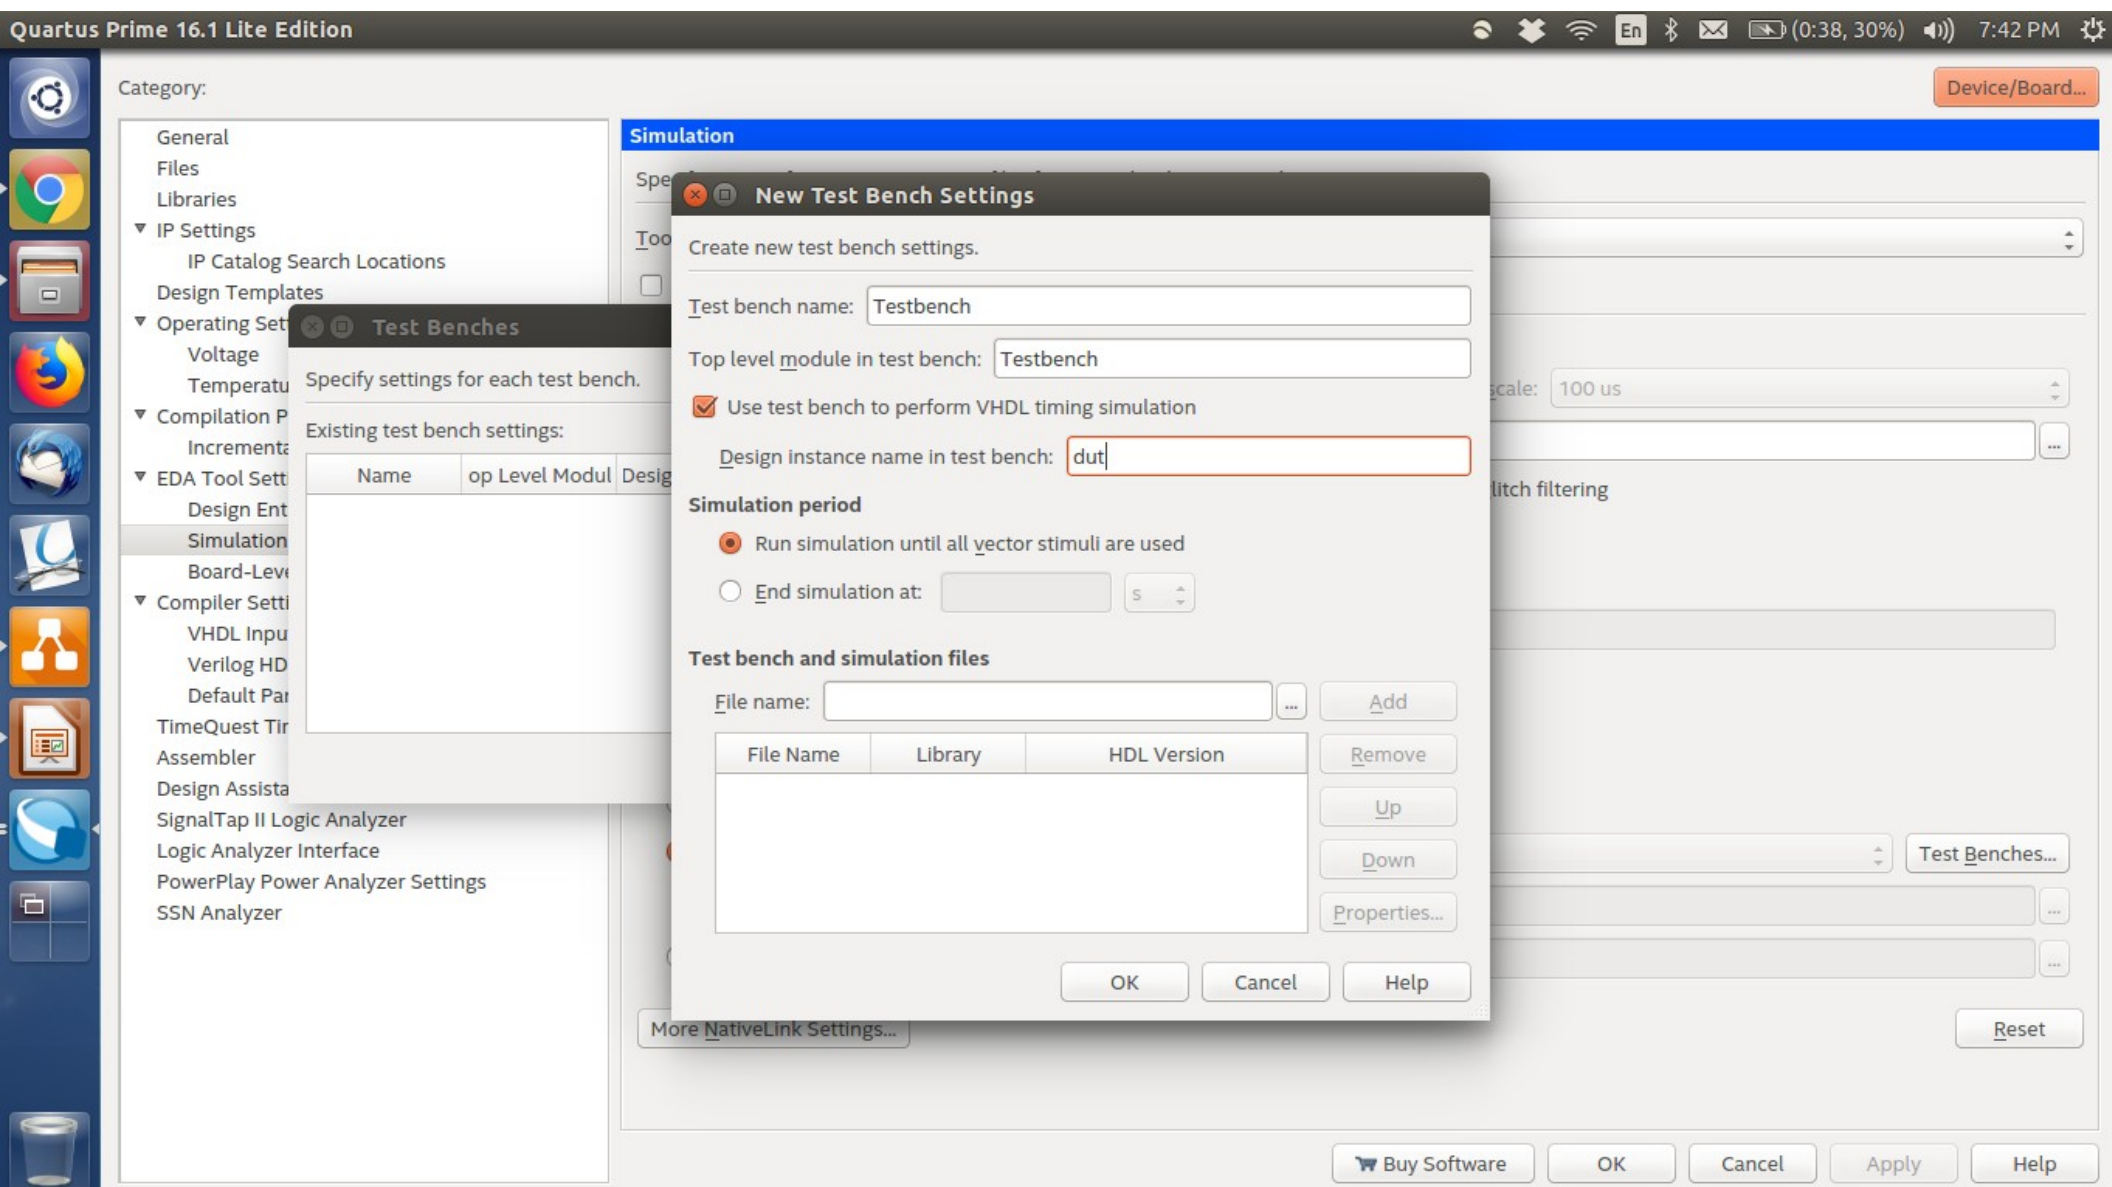 Quartus Prime 16.1 Lite Edition
En
(0:38, 30%)
7:42 PM
Category:
Device/Board...
General
Files
Libraries
IP Settings
IP Catalog Search Locations
Design Templates
Operating Set
Voltage
Temperatu
Compilation P
Incrementa
EDA Tool Sett
Design Ent
Simulation
Board-Leve
Compiler Setti
VHDL Inpu
Verilog HD
Default Par
TimeQuest Tir
Assembler
Design Assista
SignalTap II Logic Analyzer
Logic Analyzer Interface
PowerPlay Power Analyzer Settings
SSN Analyzer
Simulation
Spe
Too
scale: 100 us
...
litch filtering
Test Benches...
...
...
More NativeLink Settings...
Reset
Test Benches
Specify settings for each test bench.
Existing test bench settings:
Name op Level Modul Desig
New Test Bench Settings
Create new test bench settings.
Test bench name: Testbench
Top level module in test bench: Testbench
Use test bench to perform VHDL timing simulation
Design instance name in test bench: dut
Simulation period
Run simulation until all vector stimuli are used
End simulation at: s
Test bench and simulation files
File name: ... Add
File Name Library HDL Version
Remove
Up
Down
Properties...
OK Cancel Help
Buy Software OK Cancel Apply Help